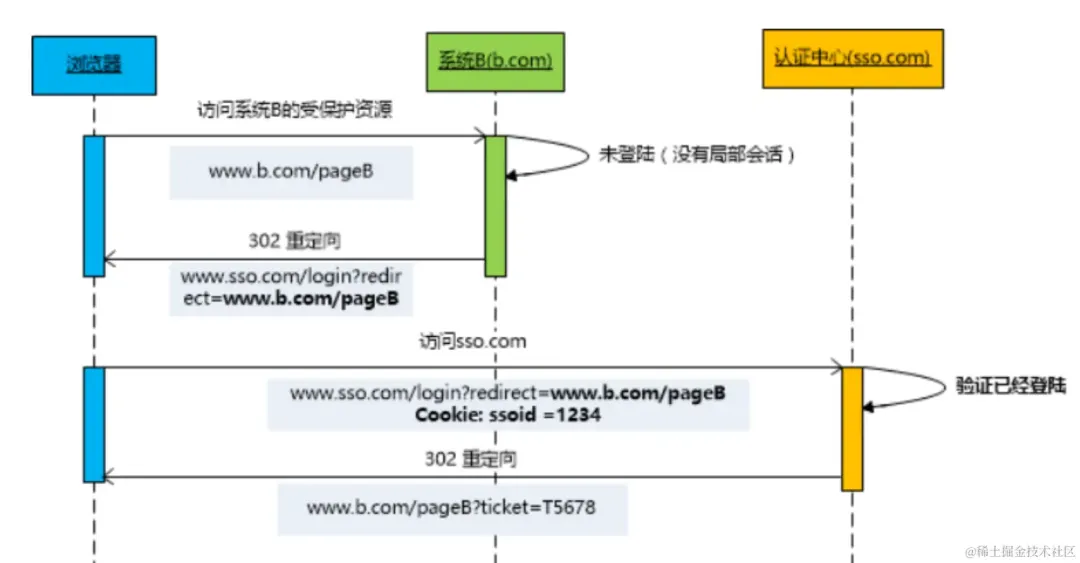 浏览器
系统B(b.com)
认证中心(sso.com)
访问系统B的受保护资源
www.b.com/pageB
未登陆（没有局部会话）
302 重定向
www.sso.com/login?redir
ect=www.b.com/pageB
访问sso.com
www.sso.com/login?redirect=www.b.com/pageB
Cookie: ssoid =1234
验证已经登陆
302 重定向
www.b.com/pageB?ticket=T5678
@稀土掘金技术社区